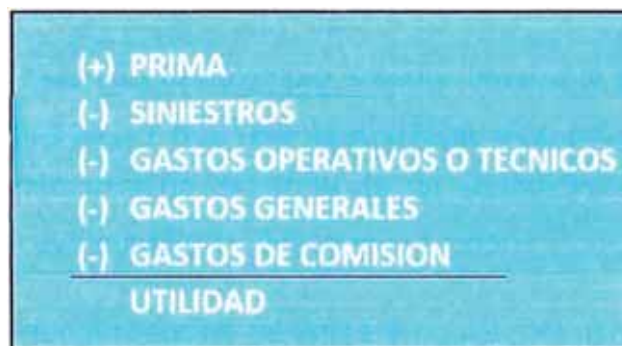 (+) PRIMA
(-) SINIESTROS
(-) GASTOS OPERATIVOS O TECNICOS
(-) GASTOS GENERALES
(-) GASTOS DE COMISION
UTILIDAD